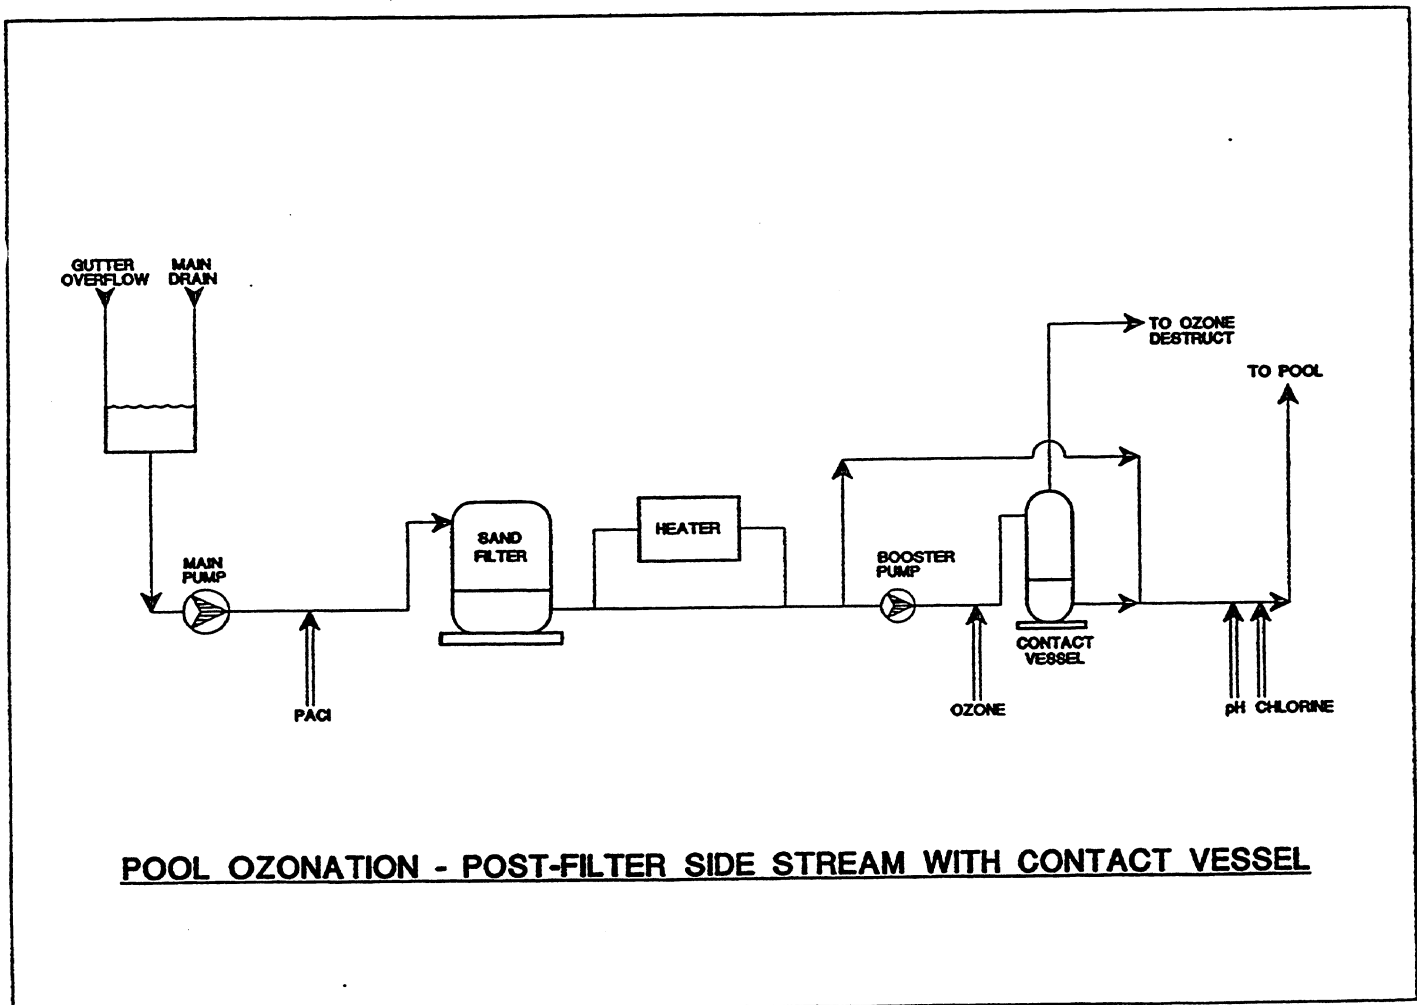 GUTTER
OVERFLOW
MAIN
DRAIN
TO OZONE
DESTRUCT
TO POOL
MAIN
PUMP
SAND
FILTER
HEATER
BOOSTER
PUMP
CONTACT
VESSEL
PACl
OZONE
pH CHLORINE
POOL OZONATION - POST-FILTER SIDE STREAM WITH CONTACT VESSEL